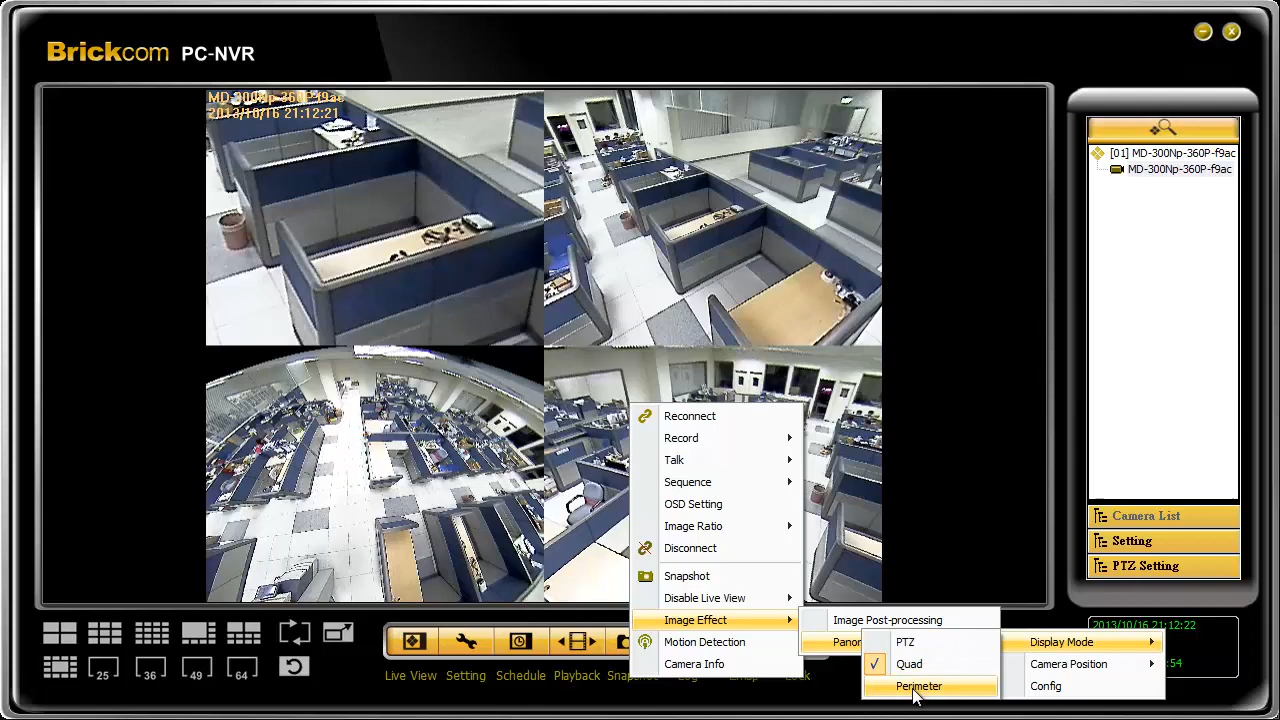 Brickcom PC-NVR
MD-300Np-360P-f9ac
2013/10/16 21:12:21
[01] MD-300Np-360P-f9ac
MD-300Np-360P-f9ac
Camera List
Setting
PTZ Setting
Reconnect
Record
Talk
Sequence
OSD Setting
Image Ratio
Disconnect
Snapshot
Disable Live View
Image Effect
Motion Detection
Camera Info
Image Post-processing
Panor
PTZ
Quad
Perimeter
Display Mode
Camera Position
Config
2013/10/16 21:12:22
:54
25
36
49
64
Live View Setting Schedule Playback